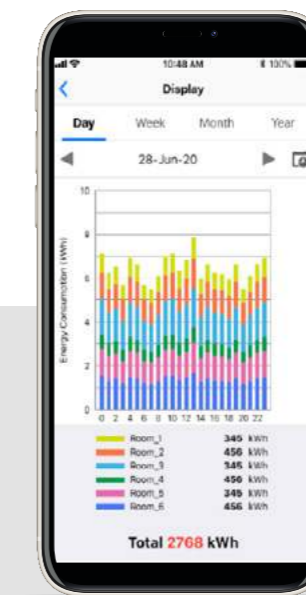 10:48 AM 100%
Display
Day Week Month Year
28-Jun-20
10
8
6
4
2
0
Energy Consumption (kWh)
0 2 4 6 8 10 12 14 16 18 20 22
Room_1 345 kWh
Room_2 456 kWh
Room_3 345 kWh
Room_4 456 kWh
Room_5 345 kWh
Room_6 456 kWh
Total 2768 kWh